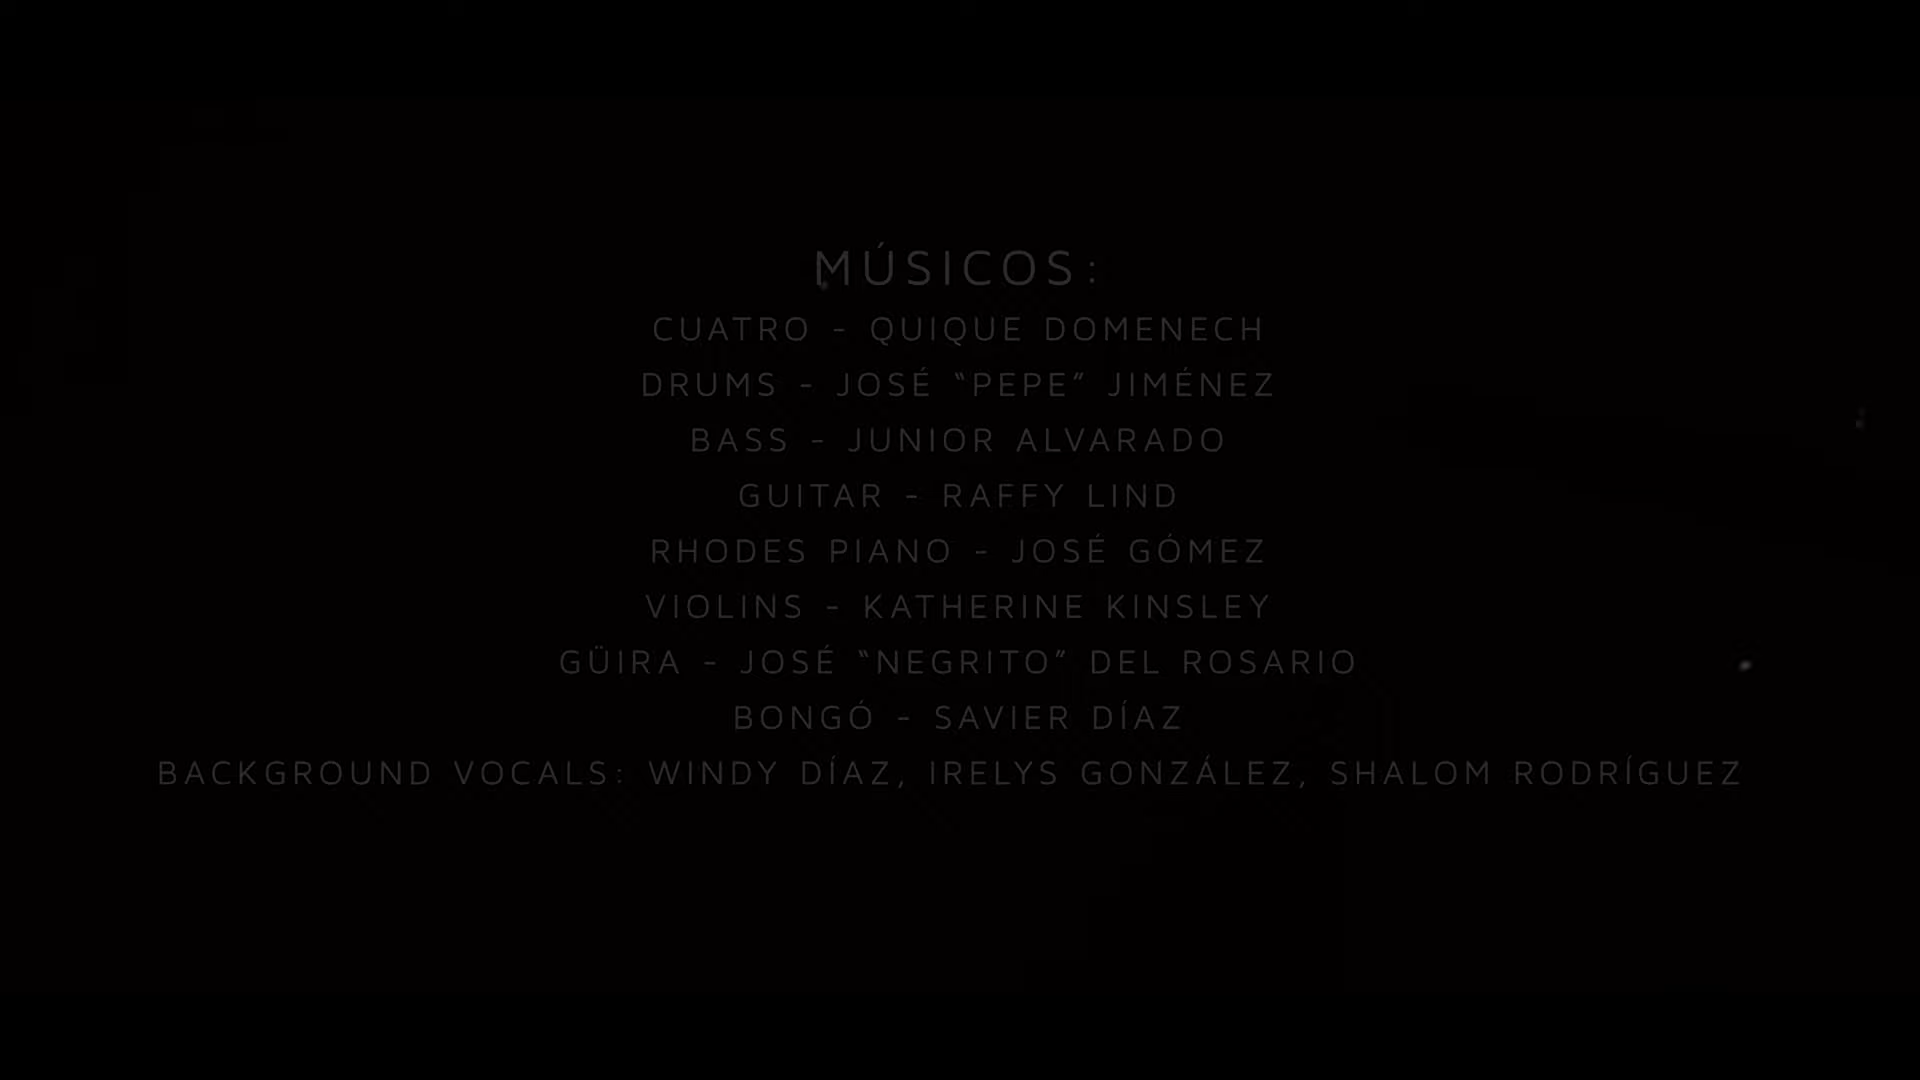 MÚSICOS:
CUATRO - QUIQUE DOMENECH
DRUMS - JOSÉ “PEPE” JIMÉNEZ
BASS - JUNIOR ALVARADO
GUITAR - RAFFY LIND
RHODES PIANO - JOSÉ GÓMEZ
VIOLINS - KATHERINE KINSLEY
GÜIRA - JOSÉ “NEGRITO” DEL ROSARIO
BONGÓ - SAVIER DÍAZ
BACKGROUND VOCALS: WINDY DÍAZ, IRELYS GONZÁLEZ, SHALOM RODRÍGUEZ